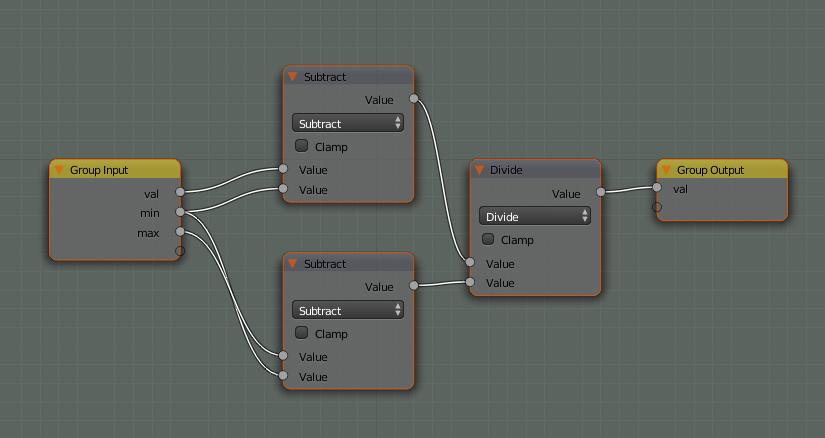 Group Input
val
min
max
Subtract
Value
Subtract
Clamp
Value
Value
Subtract
Value
Subtract
Clamp
Value
Value
Divide
Value
Divide
Clamp
Value
Value
Group Output
val